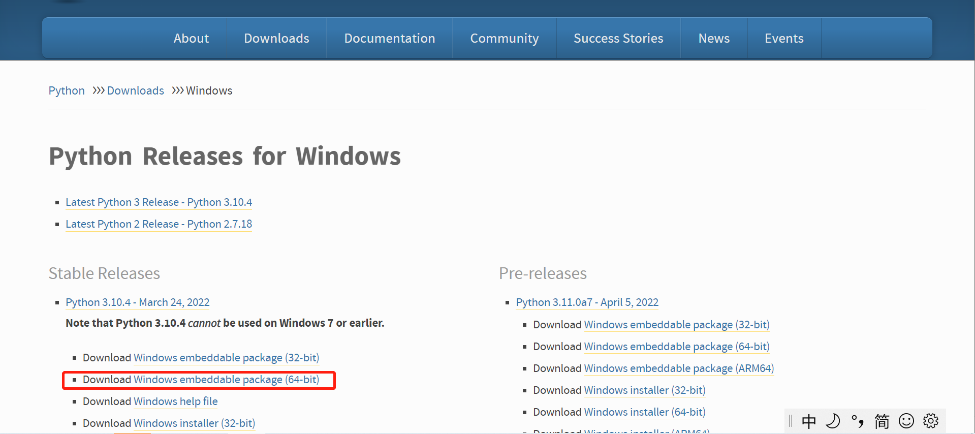 About Downloads Documentation Community Success Stories News Events
Python >>> Downloads >>> Windows
Python Releases for Windows
Latest Python 3 Release - Python 3.10.4
Latest Python 2 Release - Python 2.7.18
Stable Releases
Python 3.10.4 - March 24, 2022
Note that Python 3.10.4 cannot be used on Windows 7 or earlier.
Download Windows embeddable package (32-bit)
Download Windows embeddable package (64-bit)
Download Windows help file
Download Windows installer (32-bit)
Pre-releases
Python 3.11.0a7 - April 5, 2022
Download Windows embeddable package (32-bit)
Download Windows embeddable package (64-bit)
Download Windows embeddable package (ARM64)
Download Windows installer (32-bit)
Download Windows installer (64-bit)
Download Windows installer (ARM64)
中 简